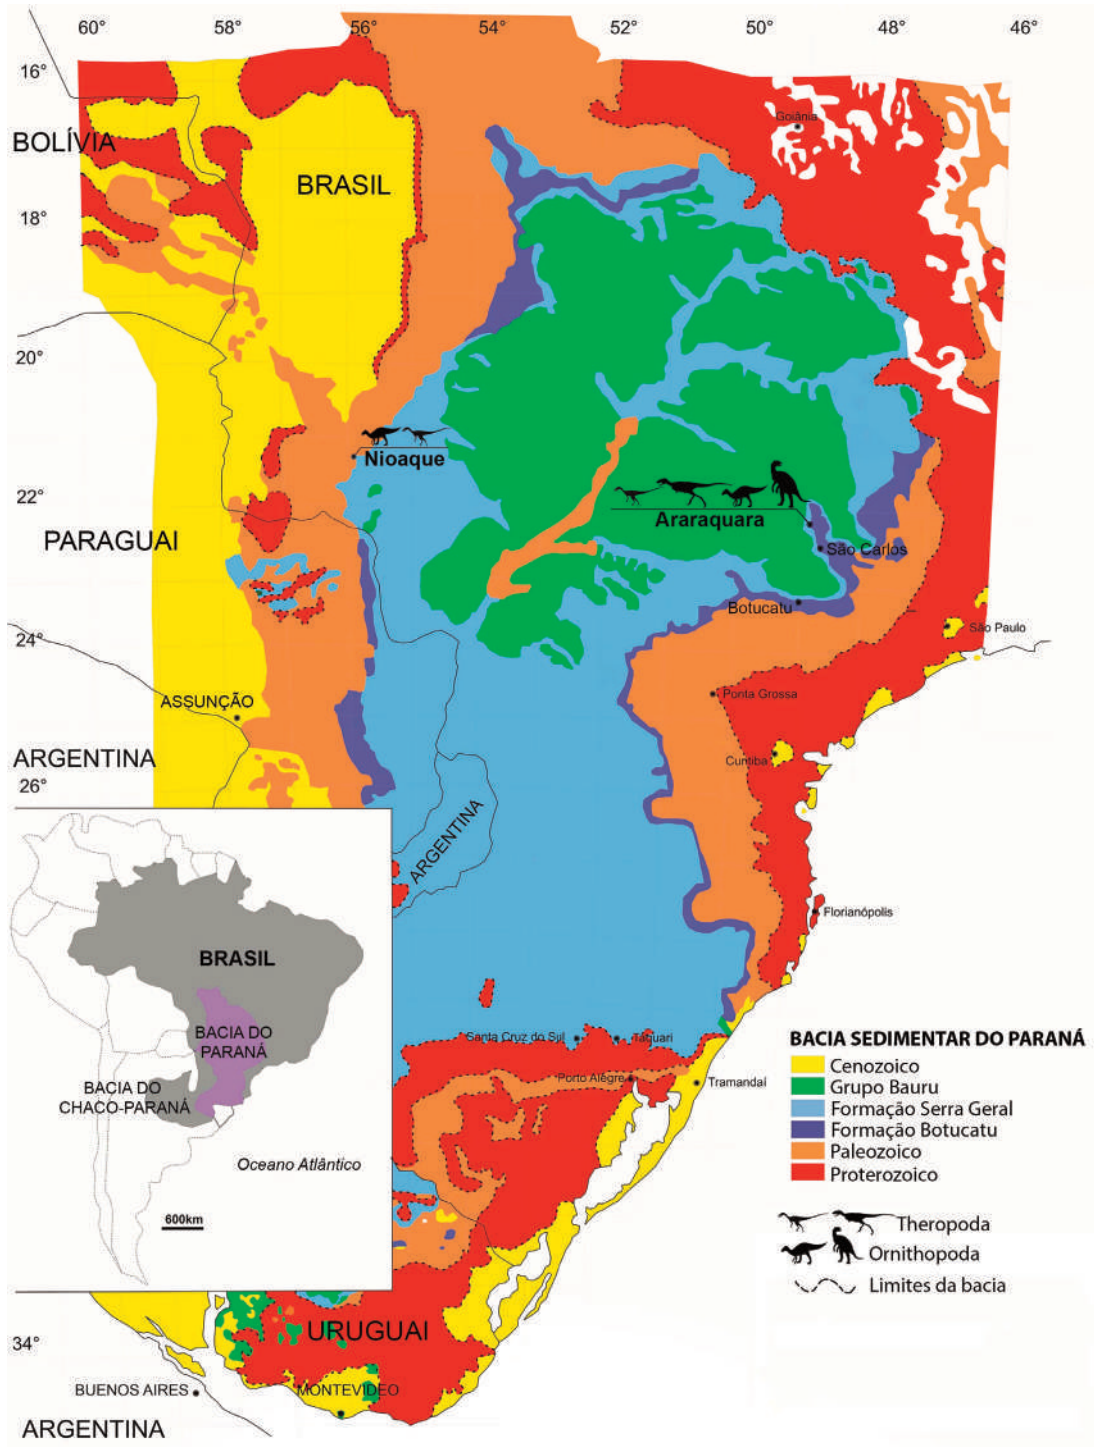 60°
58°
56°
54°
52°
50°
48°
46°
16°
Goiânia
BOLÍVIA
BRASIL
18°
20°
Nioaque
22°
Araraquara
PARAGUAI
São Carlos
Botucatu
24°
São Paulo
ASSUNÇÃO
Ponta Grossa
ARGENTINA
Curitiba
26°
ARGENTINA
Florianópolis
BRASIL
BACIA DO
PARANÁ
BACIA DO
CHACO-PARANÁ
Oceano Atlântico
600km
Santa Cruz do Sul
Taquari
Porto Alegre
Tramandaí
BACIA SEDIMENTAR DO PARANÁ
Cenozoico
Grupo Bauru
Formação Serra Geral
Formação Botucatu
Paleozoico
Proterozoico
Theropoda
Ornithopoda
Limites da bacia
URUGUAI
34°
BUENOS AIRES
MONTEVIDEO
ARGENTINA